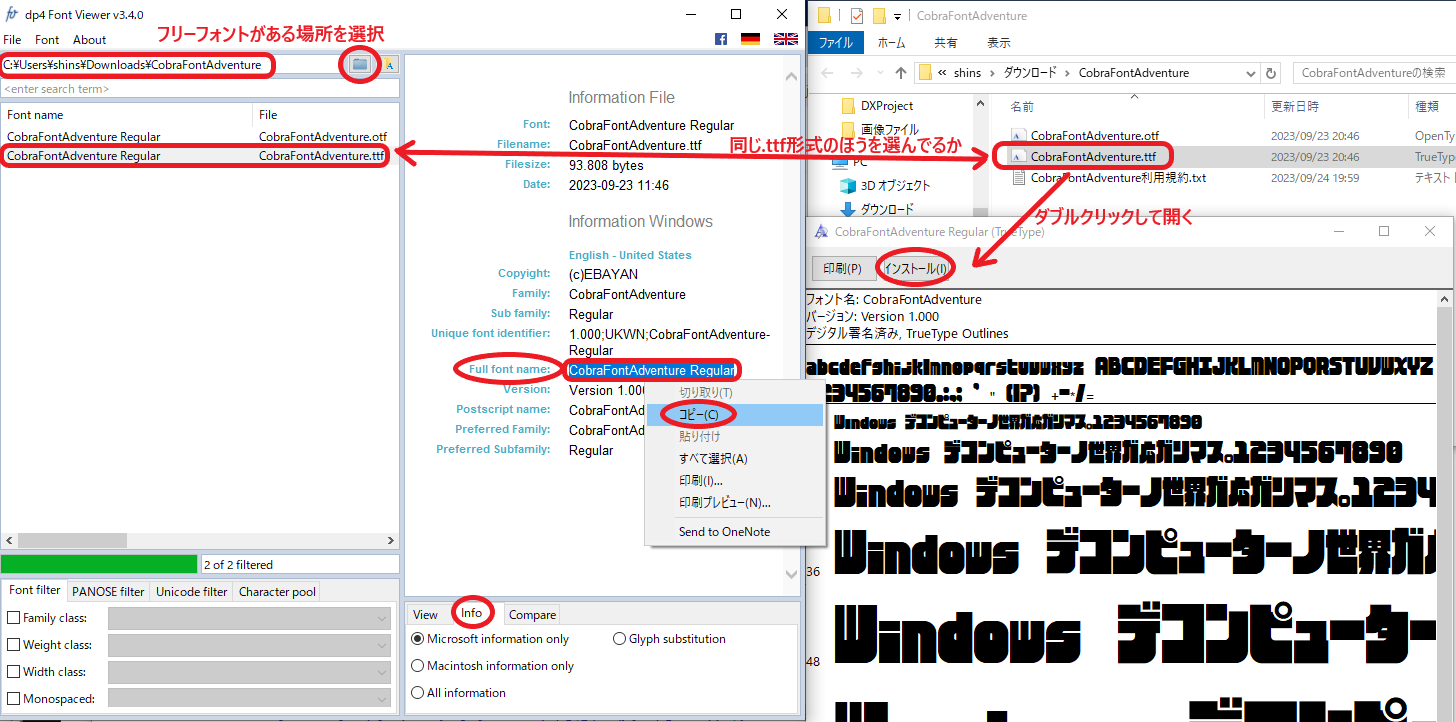 dp4 Font Viewer v3.4.0
File Font About
フリーフォントがある場所を選択
C:¥Users¥shins¥Downloads¥CobraFontAdventure
<enter search term>
Font name File
CobraFontAdventure Regular CobraFontAdventure.otf
CobraFontAdventure Regular CobraFontAdventure.ttf
2 of 2 filtered
Font filter PANOSE filter Unicode filter Character pool
Family class:
Weight class:
Width class:
Monospaced:
Information File
Font: CobraFontAdventure Regular
Filename: CobraFontAdventure.ttf
Filesize: 93.808 bytes
Date: 2023-09-23 11:46
Information Windows
English - United States
Copyright: (c)EBAYAN
Family: CobraFontAdventure
Sub family: Regular
Unique font identifier: 1.000;UKWN;CobraFontAdventure-
Regular
Full font name: CobraFontAdventure Regular
Version: Version 1.000
Postscript name: CobraFontAd
Preferred Family: CobraFontAd
Preferred Subfamily: Regular
切り取り(T)
コピー(C)
貼り付け
すべて選択(A)
印刷(I)...
印刷プレビュー(N)...
Send to OneNote
View Info Compare
Microsoft information only Glyph substitution
Macintosh information only
All information
同じ.ttf形式のほうを選んでるか
CobraFontAdventure
ファイル ホーム 共有 表示
« shins › ダウンロード › CobraFontAdventure
CobraFontAdventureの検索
名前 更新日時 種類
DXProject
画像ファイル
PC
3D オブジェクト
ダウンロード
CobraFontAdventure.otf 2023/09/23 20:46 OpenTy
CobraFontAdventure.ttf 2023/09/23 20:46 TrueType
CobraFontAdventure利用規約.txt 2023/09/24 19:59 テキスト
ダブルクリックして開く
CobraFontAdventure Regular (TrueType)
印刷(P) インストール(I)
フォント名: CobraFontAdventure
バージョン: Version 1.000
デジタル署名済み, TrueType Outlines
abcdefghijklmnopqrstuvwxyz ABCDEFGHIJKLMNOPQRSTUVWXYZ
1234567890.:,; ' " (!?) +-*/=
Windows デコンピューターノ世界ガ広ガリマス。1234567890
Windows デコンピューターノ世界ガ広ガリマス。1234567890
Windows デコンピューターノ世界ガ広ガリマス。1234
36 Windows デコンピューターノ世界ガ
48 Windows デコンピューター